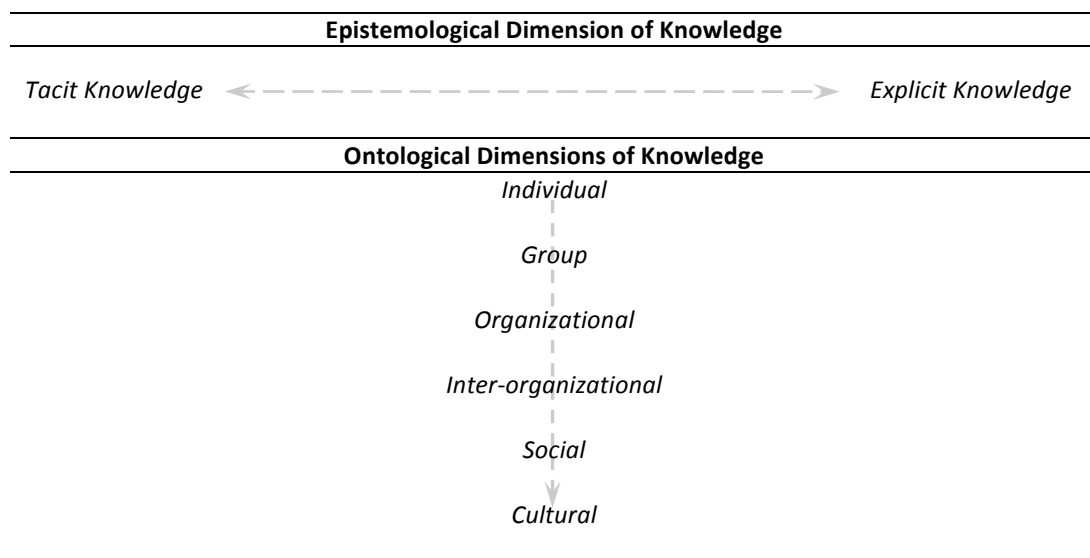 Epistemological Dimension of Knowledge
Tacit Knowledge Explicit Knowledge
Ontological Dimensions of Knowledge
Individual
Group
Organizational
Inter-organizational
Social
Cultural